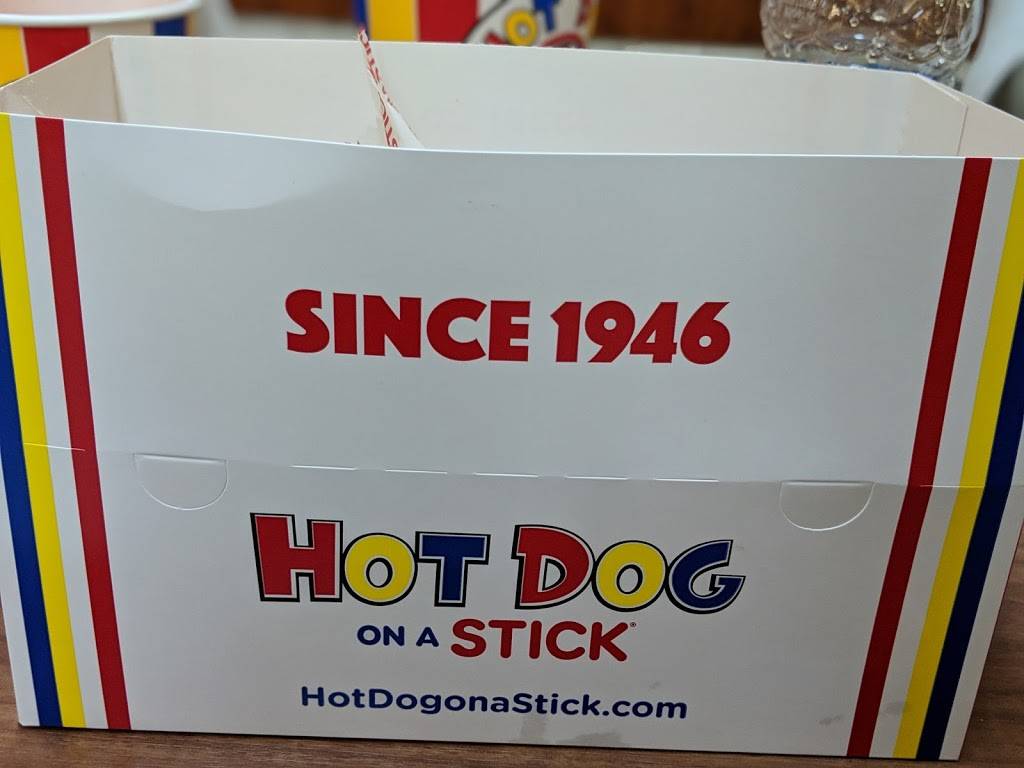 SINCE 1946
HOT DOG
ON A STICK®
HotDogonaStick.com